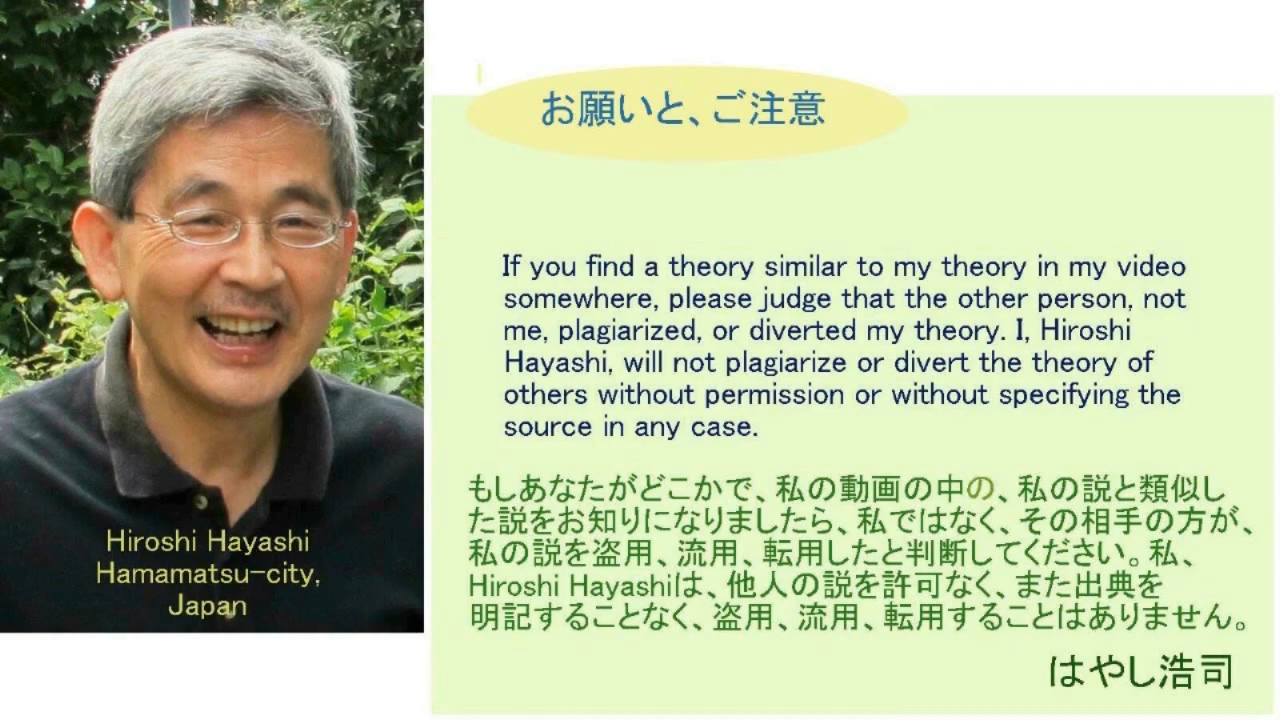 Hiroshi Hayashi
Hamamatsu-city,
Japan
お願いと、ご注意
If you find a theory similar to my theory in my video
somewhere, please judge that the other person, not
me, plagiarized, or diverted my theory. I, Hiroshi
Hayashi, will not plagiarize or divert the theory of
others without permission or without specifying the
source in any case.
もしあなたがどこかで、私の動画の中の、私の説と類似し
た説をお知りになりましたら、私ではなく、その相手の方が、
私の説を盗用、流用、転用したと判断してください。私、
Hiroshi Hayashiは、他人の説を許可なく、また出典を
明記することなく、盗用、流用、転用することはありません。
はやし浩司